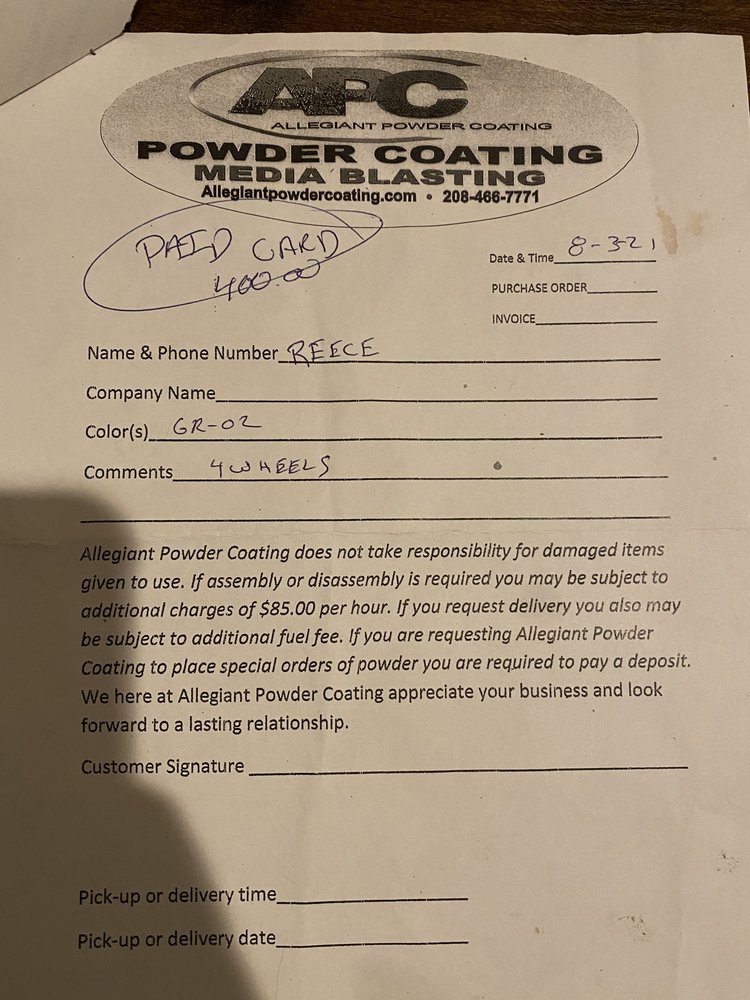 APC
ALLEGIANT POWDER COATING
POWDER COATING
MEDIA BLASTING
Allegiantpowdercoating.com • 208-466-7771
PAID CARD
400.00
Date & Time 8-3-21
PURCHASE ORDER
INVOICE
Name & Phone Number REECE
Company Name
Color(s) GR-02
Comments 4 WHEELS
Allegiant Powder Coating does not take responsibility for damaged items
given to use. If assembly or disassembly is required you may be subject to
additional charges of $85.00 per hour. If you request delivery you also may
be subject to additional fuel fee. If you are requesting Allegiant Powder
Coating to place special orders of powder you are required to pay a deposit.
We here at Allegiant Powder Coating appreciate your business and look
forward to a lasting relationship.
Customer Signature
Pick-up or delivery time
Pick-up or delivery date